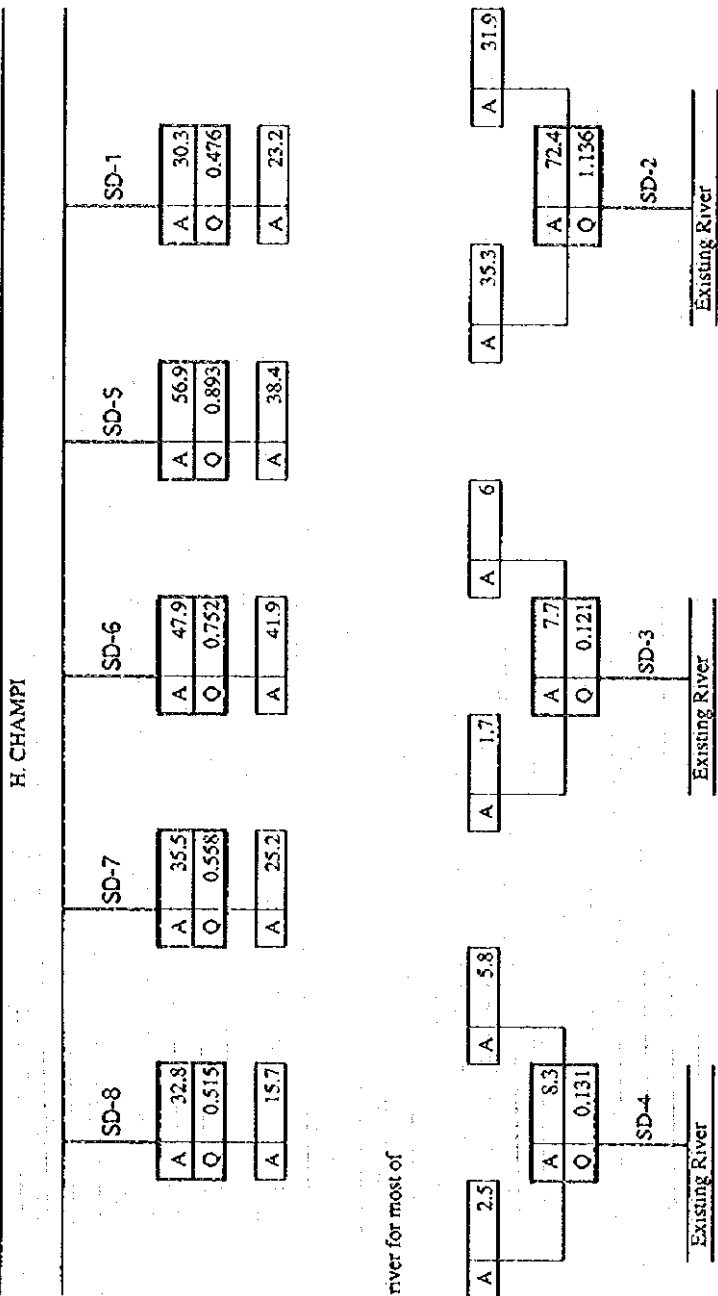 H. CHAMPI
SD-8
SD-7
SD-6
SD-5
SD-1
A 32.8
Q 0.515
A 15.7
A 35.5
Q 0.558
A 25.2
A 47.9
Q 0.752
A 41.9
A 56.9
Q 0.893
A 38.4
A 30.3
Q 0.476
A 23.2
river for most of
A 2.5
A 5.8
A 8.3
Q 0.131
SD-4
Existing River
A 1.7
A 6
A 7.7
Q 0.121
SD-3
Existing River
A 35.3
A 31.9
A 72.4
Q 1.136
SD-2
Existing River